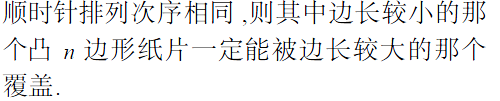 顺时针排列次序相同,则其中边长较小的那
个凸 n 边形纸片一定能被边长较大的那个
覆盖.